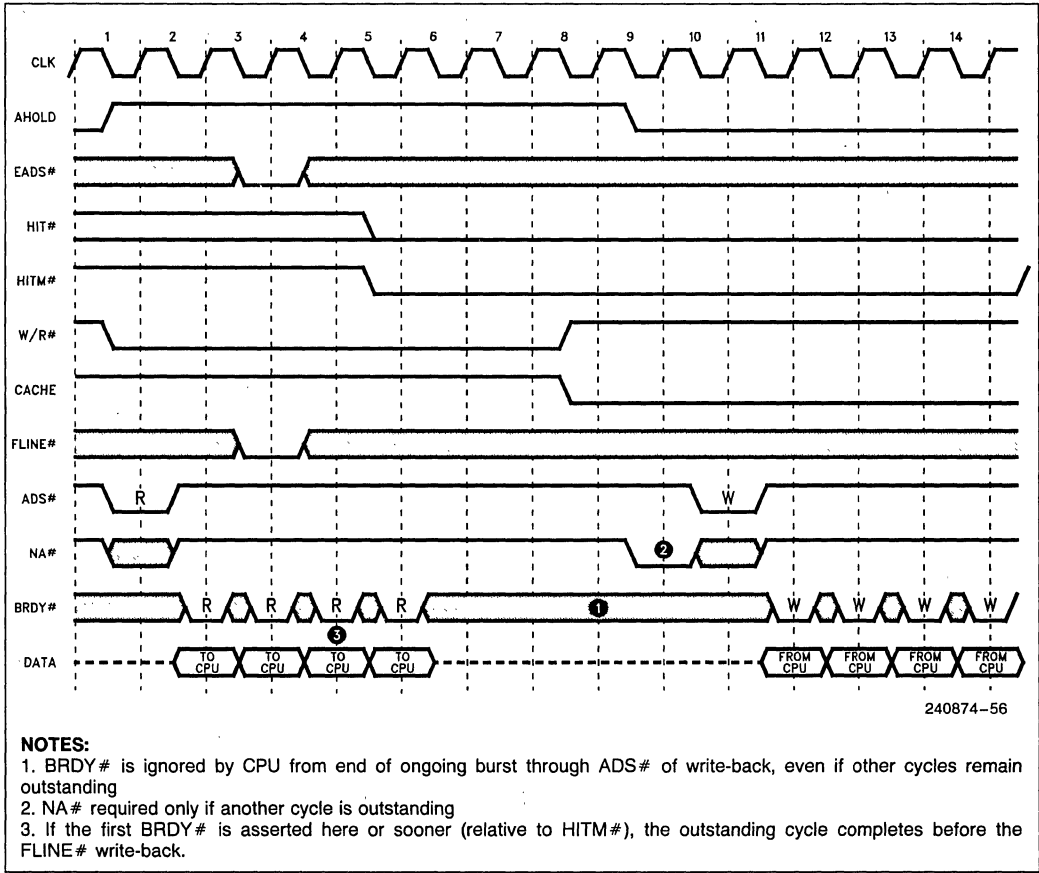 1 2 3 4 5 6 7 8 9 10 11 12 13 14
CLK
AHOLD
EADS#
HIT#
HITM#
W/R#
CACHE
FLINE#
ADS# R W
NA# 2
BRDY# R R R R 1 W W W W
3
DATA TO CPU TO CPU TO CPU TO CPU FROM CPU FROM CPU FROM CPU FROM CPU
240874-56
NOTES:
1. BRDY# is ignored by CPU from end of ongoing burst through ADS# of write-back, even if other cycles remain
outstanding
2. NA# required only if another cycle is outstanding
3. If the first BRDY# is asserted here or sooner (relative to HITM#), the outstanding cycle completes before the
FLINE# write-back.